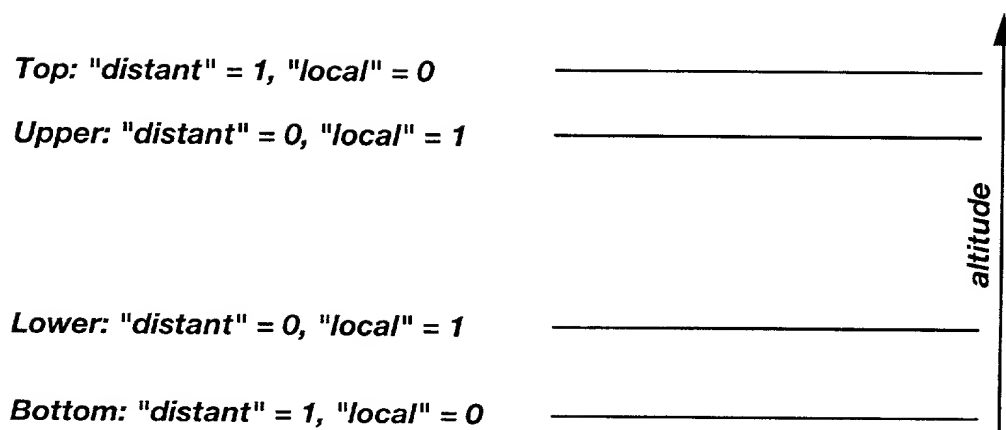 Top: "distant" = 1, "local" = 0
Upper: "distant" = 0, "local" = 1
altitude
Lower: "distant" = 0, "local" = 1
Bottom: "distant" = 1, "local" = 0